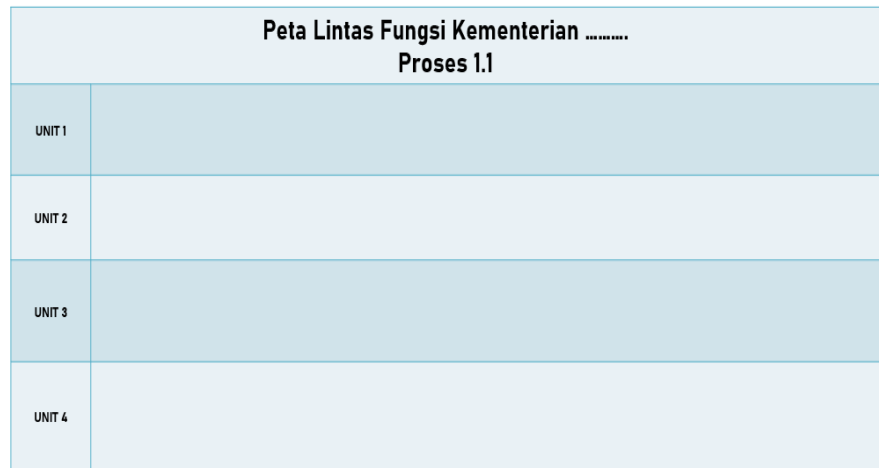 Peta Lintas Fungsi Kementerian ..........
Proses 1.1
UNIT 1
UNIT 2
UNIT 3
UNIT 4